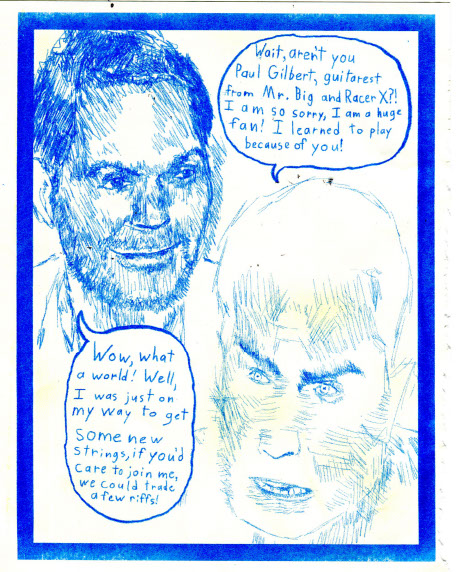 Wait, aren't you
Paul Gilbert, guitarest
from Mr. Big and Racer X?!
I am so sorry, I am a huge
fan! I learned to play
because of you!
Wow, what
a world! Well,
I was just on
my way to get
some new
strings, if you'd
care to join me,
we could trade
a few riffs!